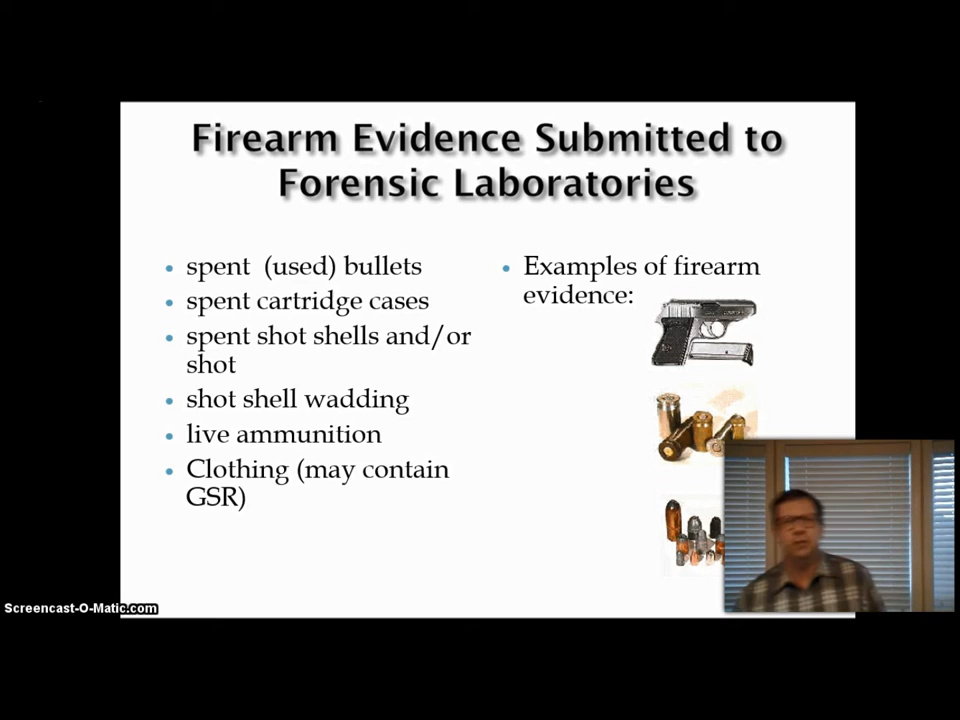 Firearm Evidence Submitted to
Forensic Laboratories
• spent (used) bullets
• spent cartridge cases
• spent shot shells and/or
shot
• shot shell wadding
• live ammunition
• Clothing (may contain
GSR)
• Examples of firearm
evidence:
Screencast-O-Matic.com